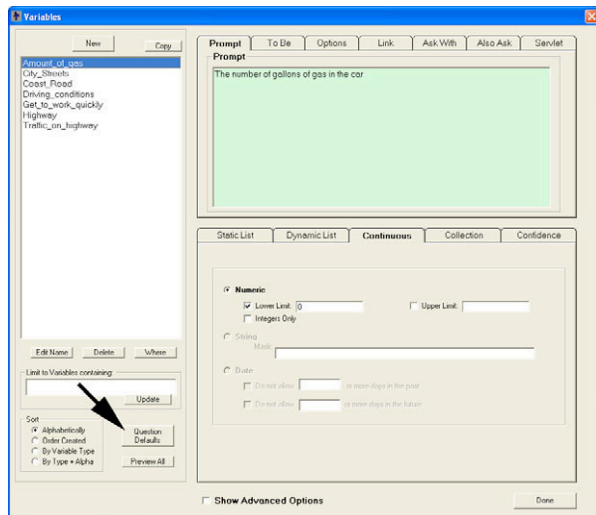 Variables
New
Copy
Amount_of_gas
City_Streets
Coast_Road
Driving_conditions
Get_to_work_quickly
Highway
Traffic_on_highway
Edit Name
Delete
Where
Limit to Variables containing:
Update
Sort
Alphabetically
Order Created
By Variable Type
By Type + Alpha
Question
Defaults
Preview All
Prompt
To Be
Options
Link
Ask With
Also Ask
Servlet
Prompt
The number of gallons of gas in the car
Static List
Dynamic List
Continuous
Collection
Confidence
Numeric
Lower Limit: 0
Upper Limit:
Integers Only
String
Mask:
Date
Do not allow or more days in the past
Do not allow or more days in the future
Show Advanced Options
Done